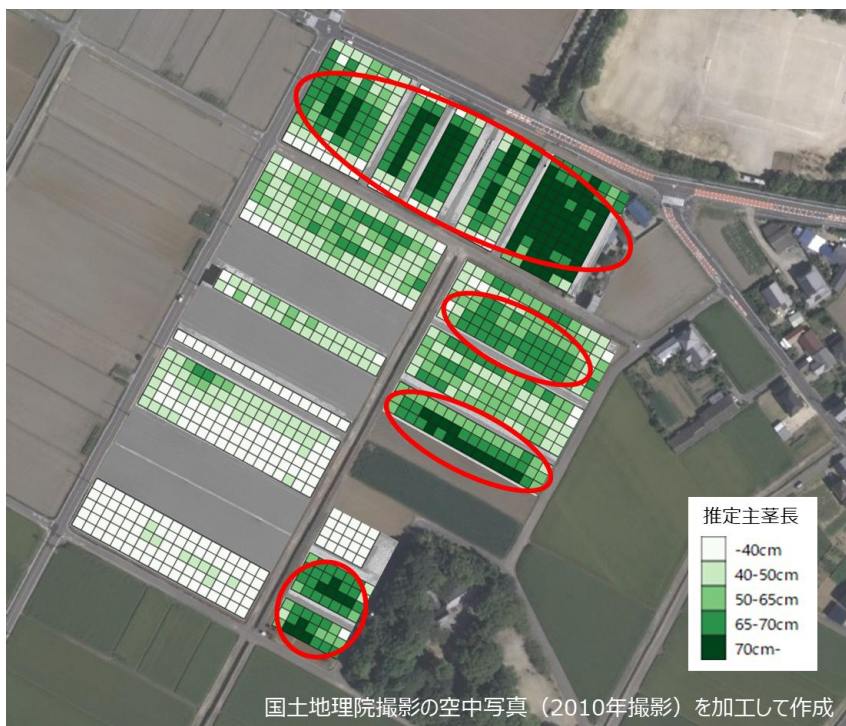 推定主茎長
-40cm
40-50cm
50-65cm
65-70cm
70cm-
国土地理院撮影の空中写真（2010年撮影）を加工して作成